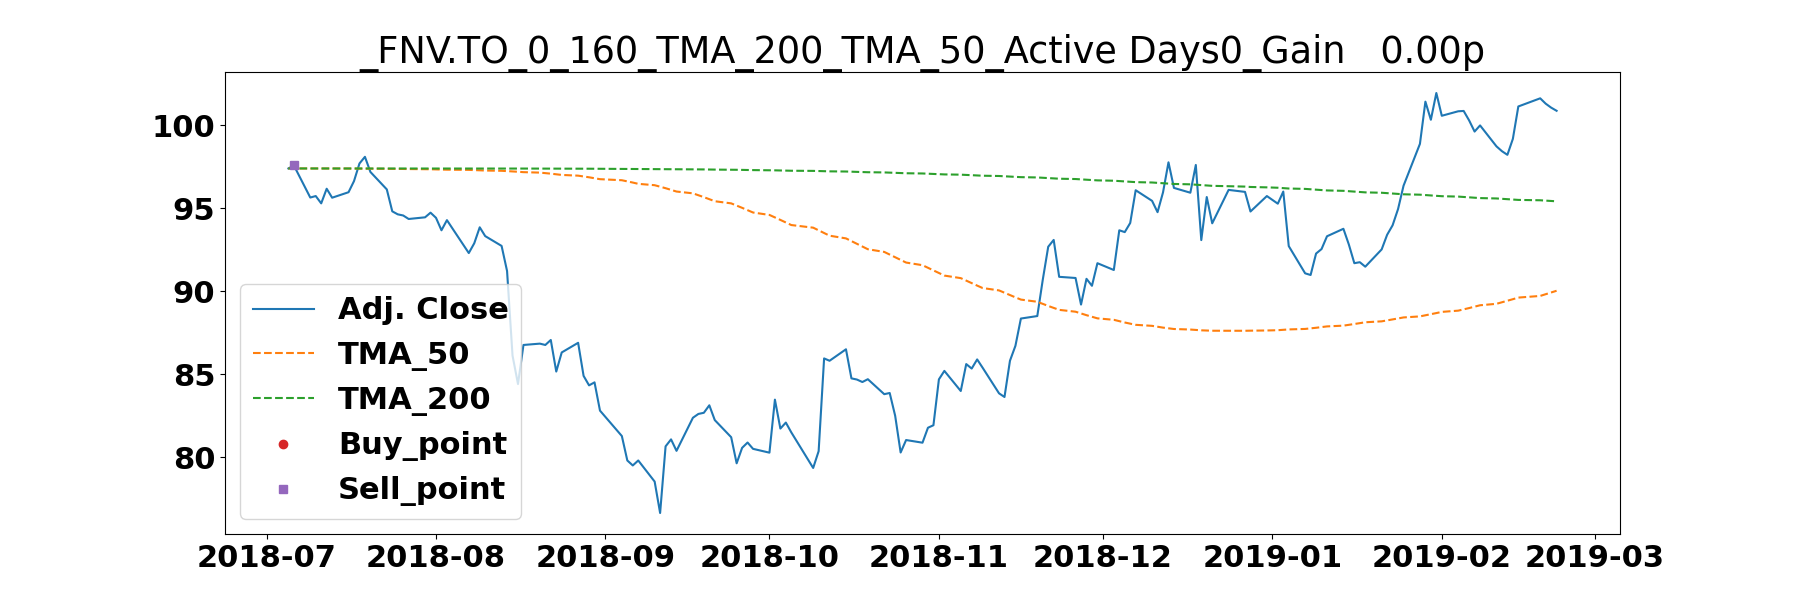 _FNV.TO_0_160_TMA_200_TMA_50_Active Days0_Gain   0.00p
100
95
90
85
80
Adj. Close
TMA_50
TMA_200
Buy_point
Sell_point
2018-07 2018-08 2018-09 2018-10 2018-11 2018-12 2019-01 2019-02 2019-03